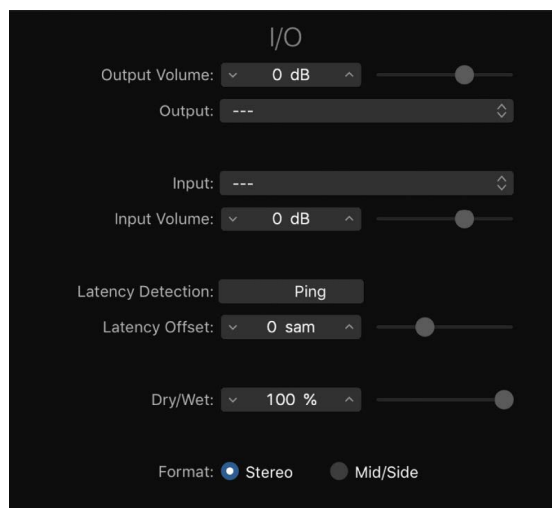 I/O
Output Volume: 0 dB
Output: ---
Input: ---
Input Volume: 0 dB
Latency Detection: Ping
Latency Offset: 0 sam
Dry/Wet: 100 %
Format: Stereo Mid/Side